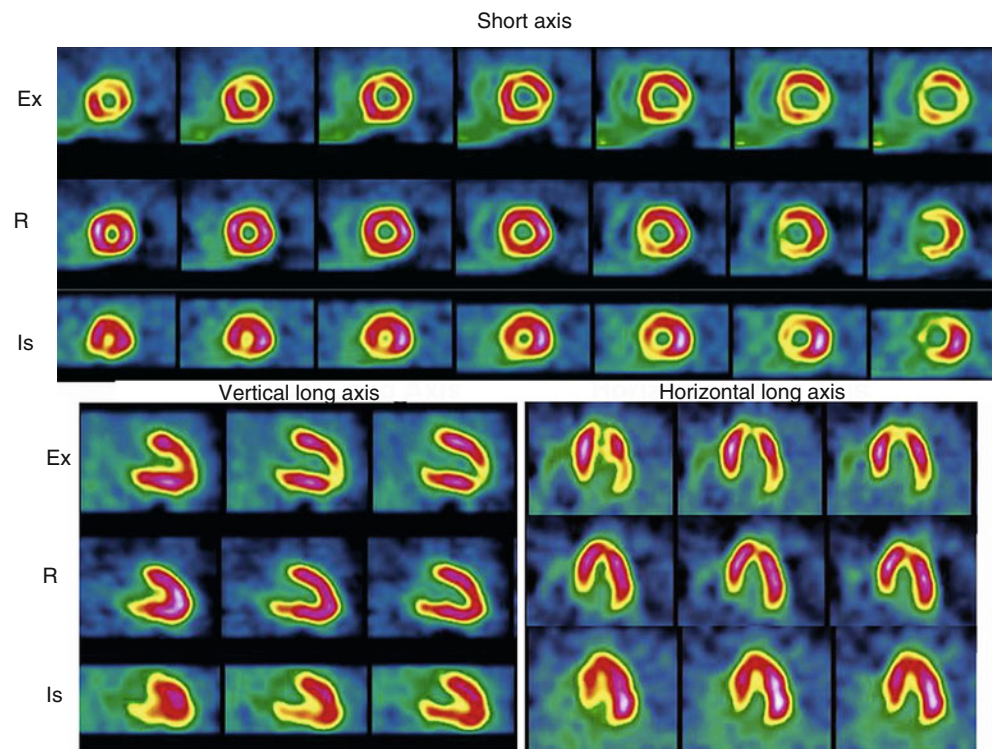 Short axis
Ex
R
Is
Vertical long axis
Horizontal long axis
Ex
R
Is